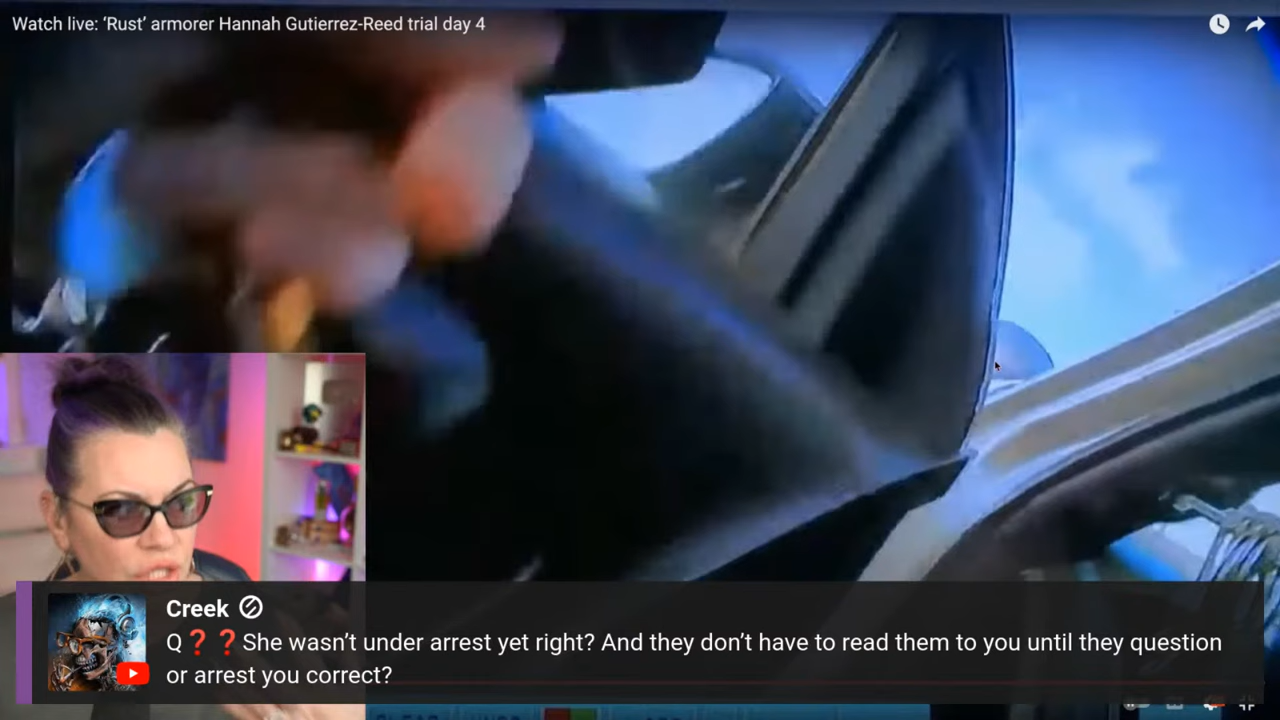 Watch live: ‘Rust’ armorer Hannah Gutierrez-Reed trial day 4
Creek
Q❓❓She wasn’t under arrest yet right? And they don’t have to read them to you until they question
or arrest you correct?